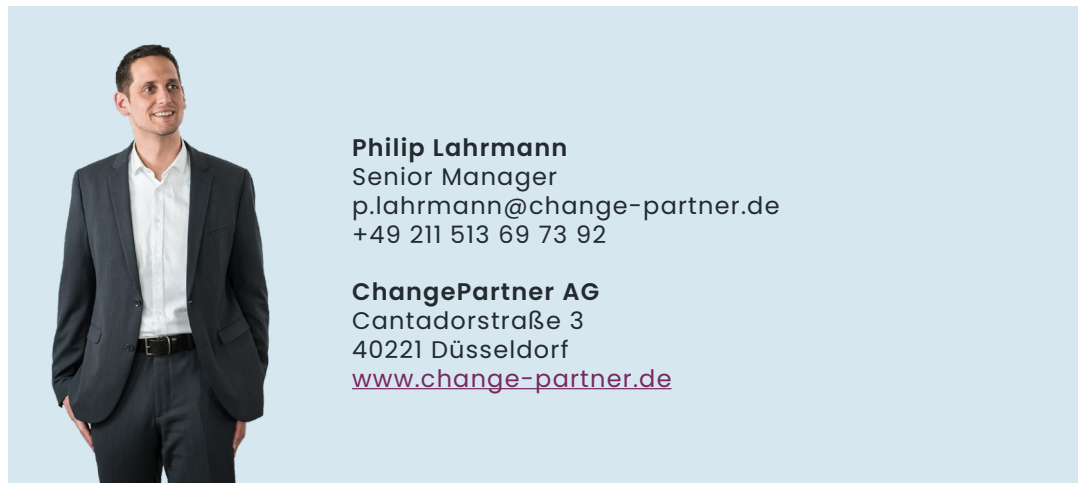 Philip Lahrmann
Senior Manager
p.lahrmann@change-partner.de
+49 211 513 69 73 92
ChangePartner AG
Cantadorstraße 3
40221 Düsseldorf
www.change-partner.de